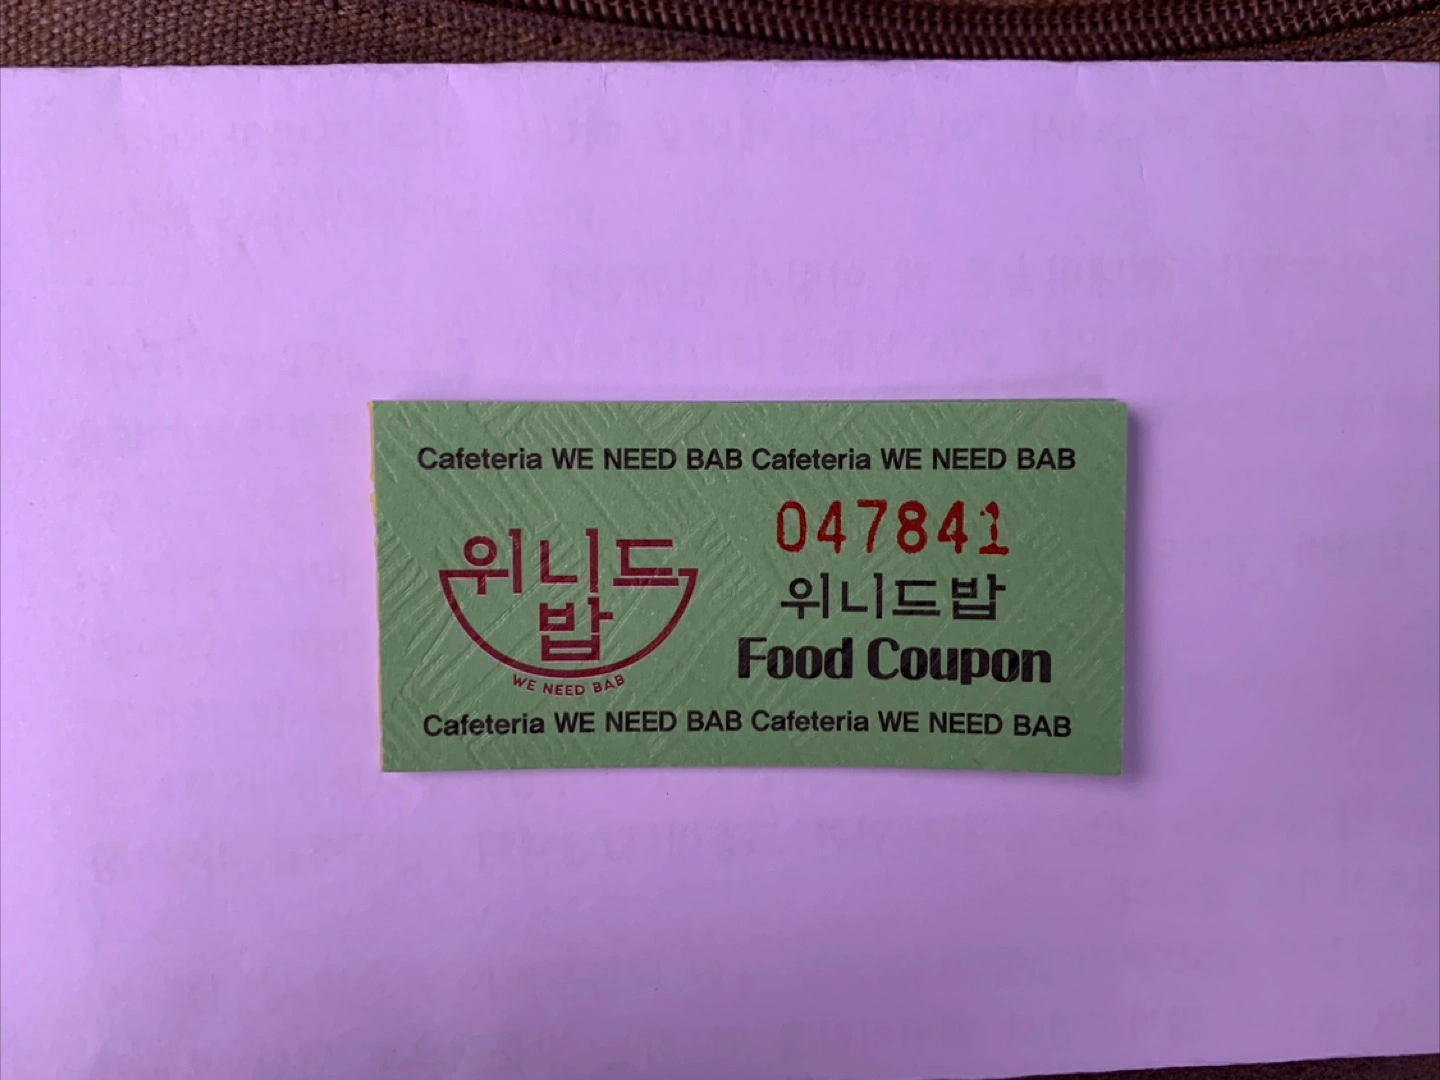 Cafeteria WE NEED BAB Cafeteria WE NEED BAB
위니드
밥
WE NEED BAB
047841
위니드밥
Food Coupon
Cafeteria WE NEED BAB Cafeteria WE NEED BAB